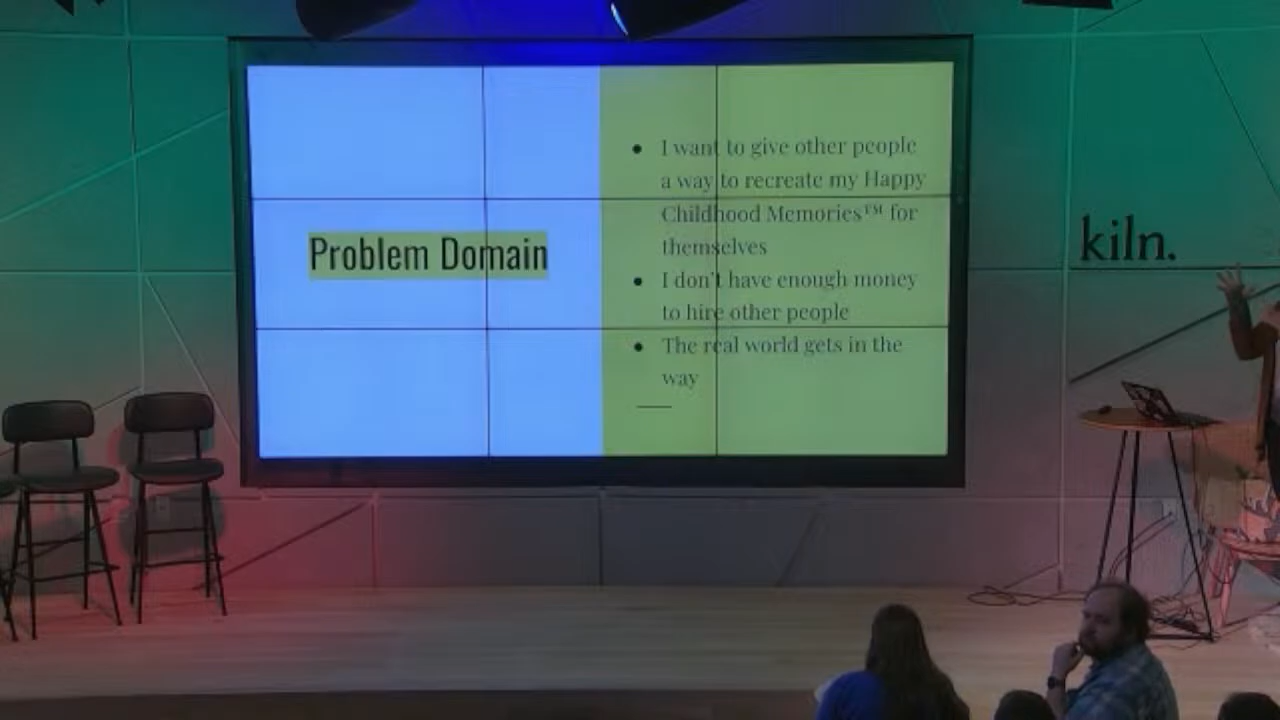 Problem Domain
● I want to give other people
a way to recreate my Happy
Childhood Memories™ for
themselves
● I don't have enough money
to hire other people
● The real world gets in the
way
kiln.